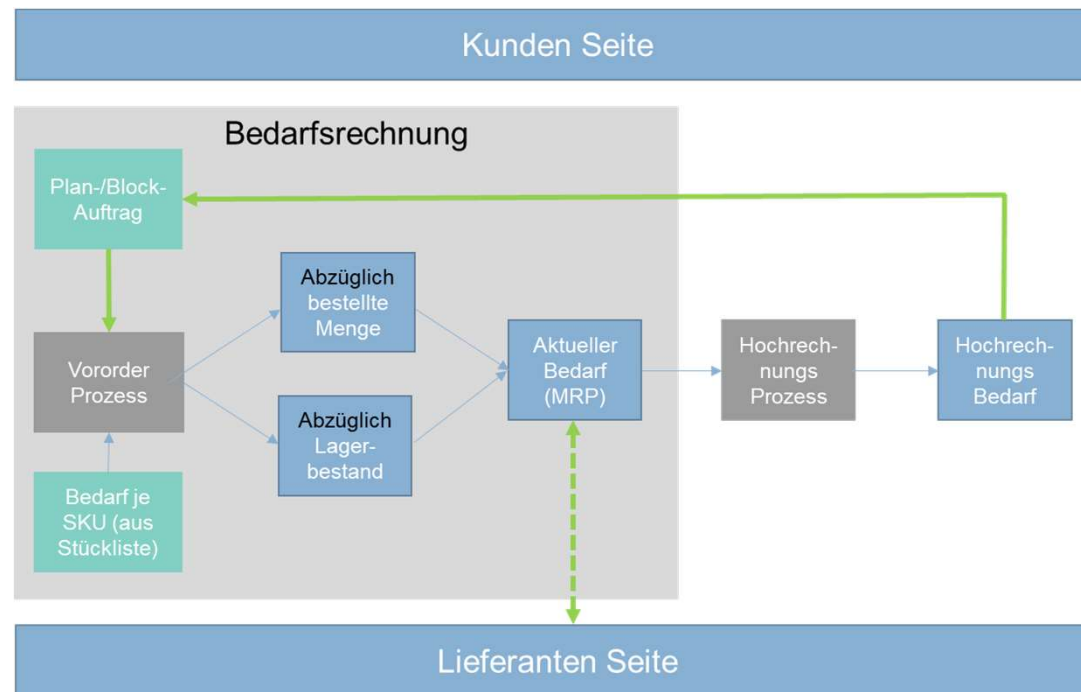 Kunden Seite
Bedarfsrechnung
Plan-/Block-
Auftrag
Abzüglich
bestellte
Menge
Vororder
Prozess
Aktueller
Bedarf
(MRP)
Hochrech-
nungs
Prozess
Hochrech-
nungs
Bedarf
Abzüglich
Lager-
bestand
Bedarf je
SKU (aus
Stückliste)
Lieferanten Seite